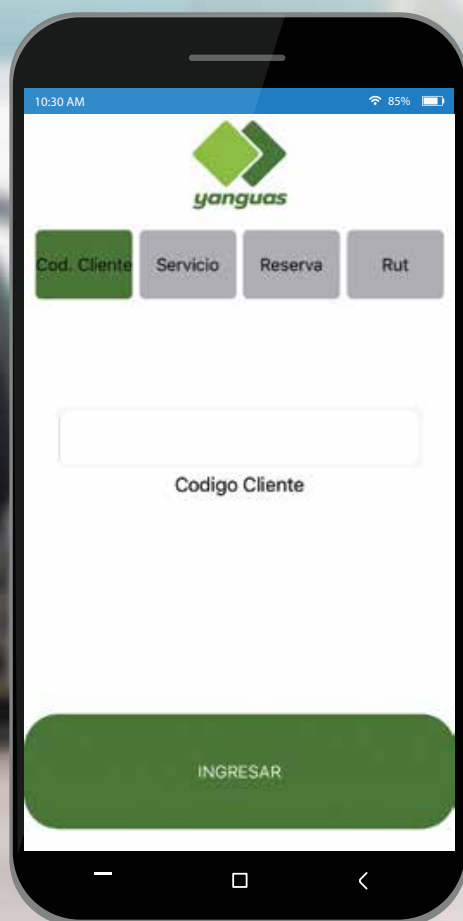 10:30 AM 85%
yanguas
Cod. Cliente Servicio Reserva Rut
Codigo Cliente
INGRESAR